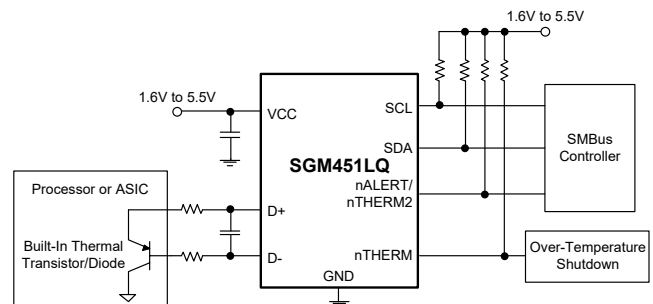 1.6V to 5.5V
1.6V to 5.5V
VCC
SCL
SDA
SGM451LQ
nALERT/
nTHERM2
SMBus
Controller
Processor or ASIC
D+
Built-In Thermal
Transistor/Diode
D-
nTHERM
Over-Temperature
Shutdown
GND